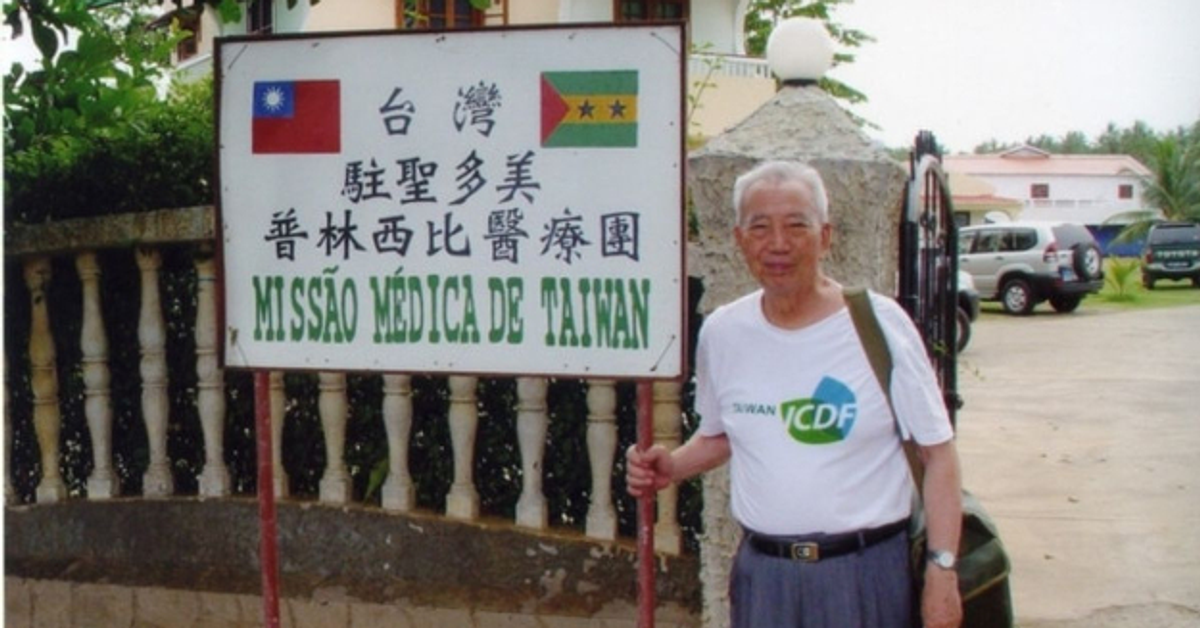 台灣
駐聖多美
普林西比醫療團
MISSÃO MÉDICA DE TAIWAN
TAIWAN ICDF
TOYOTA